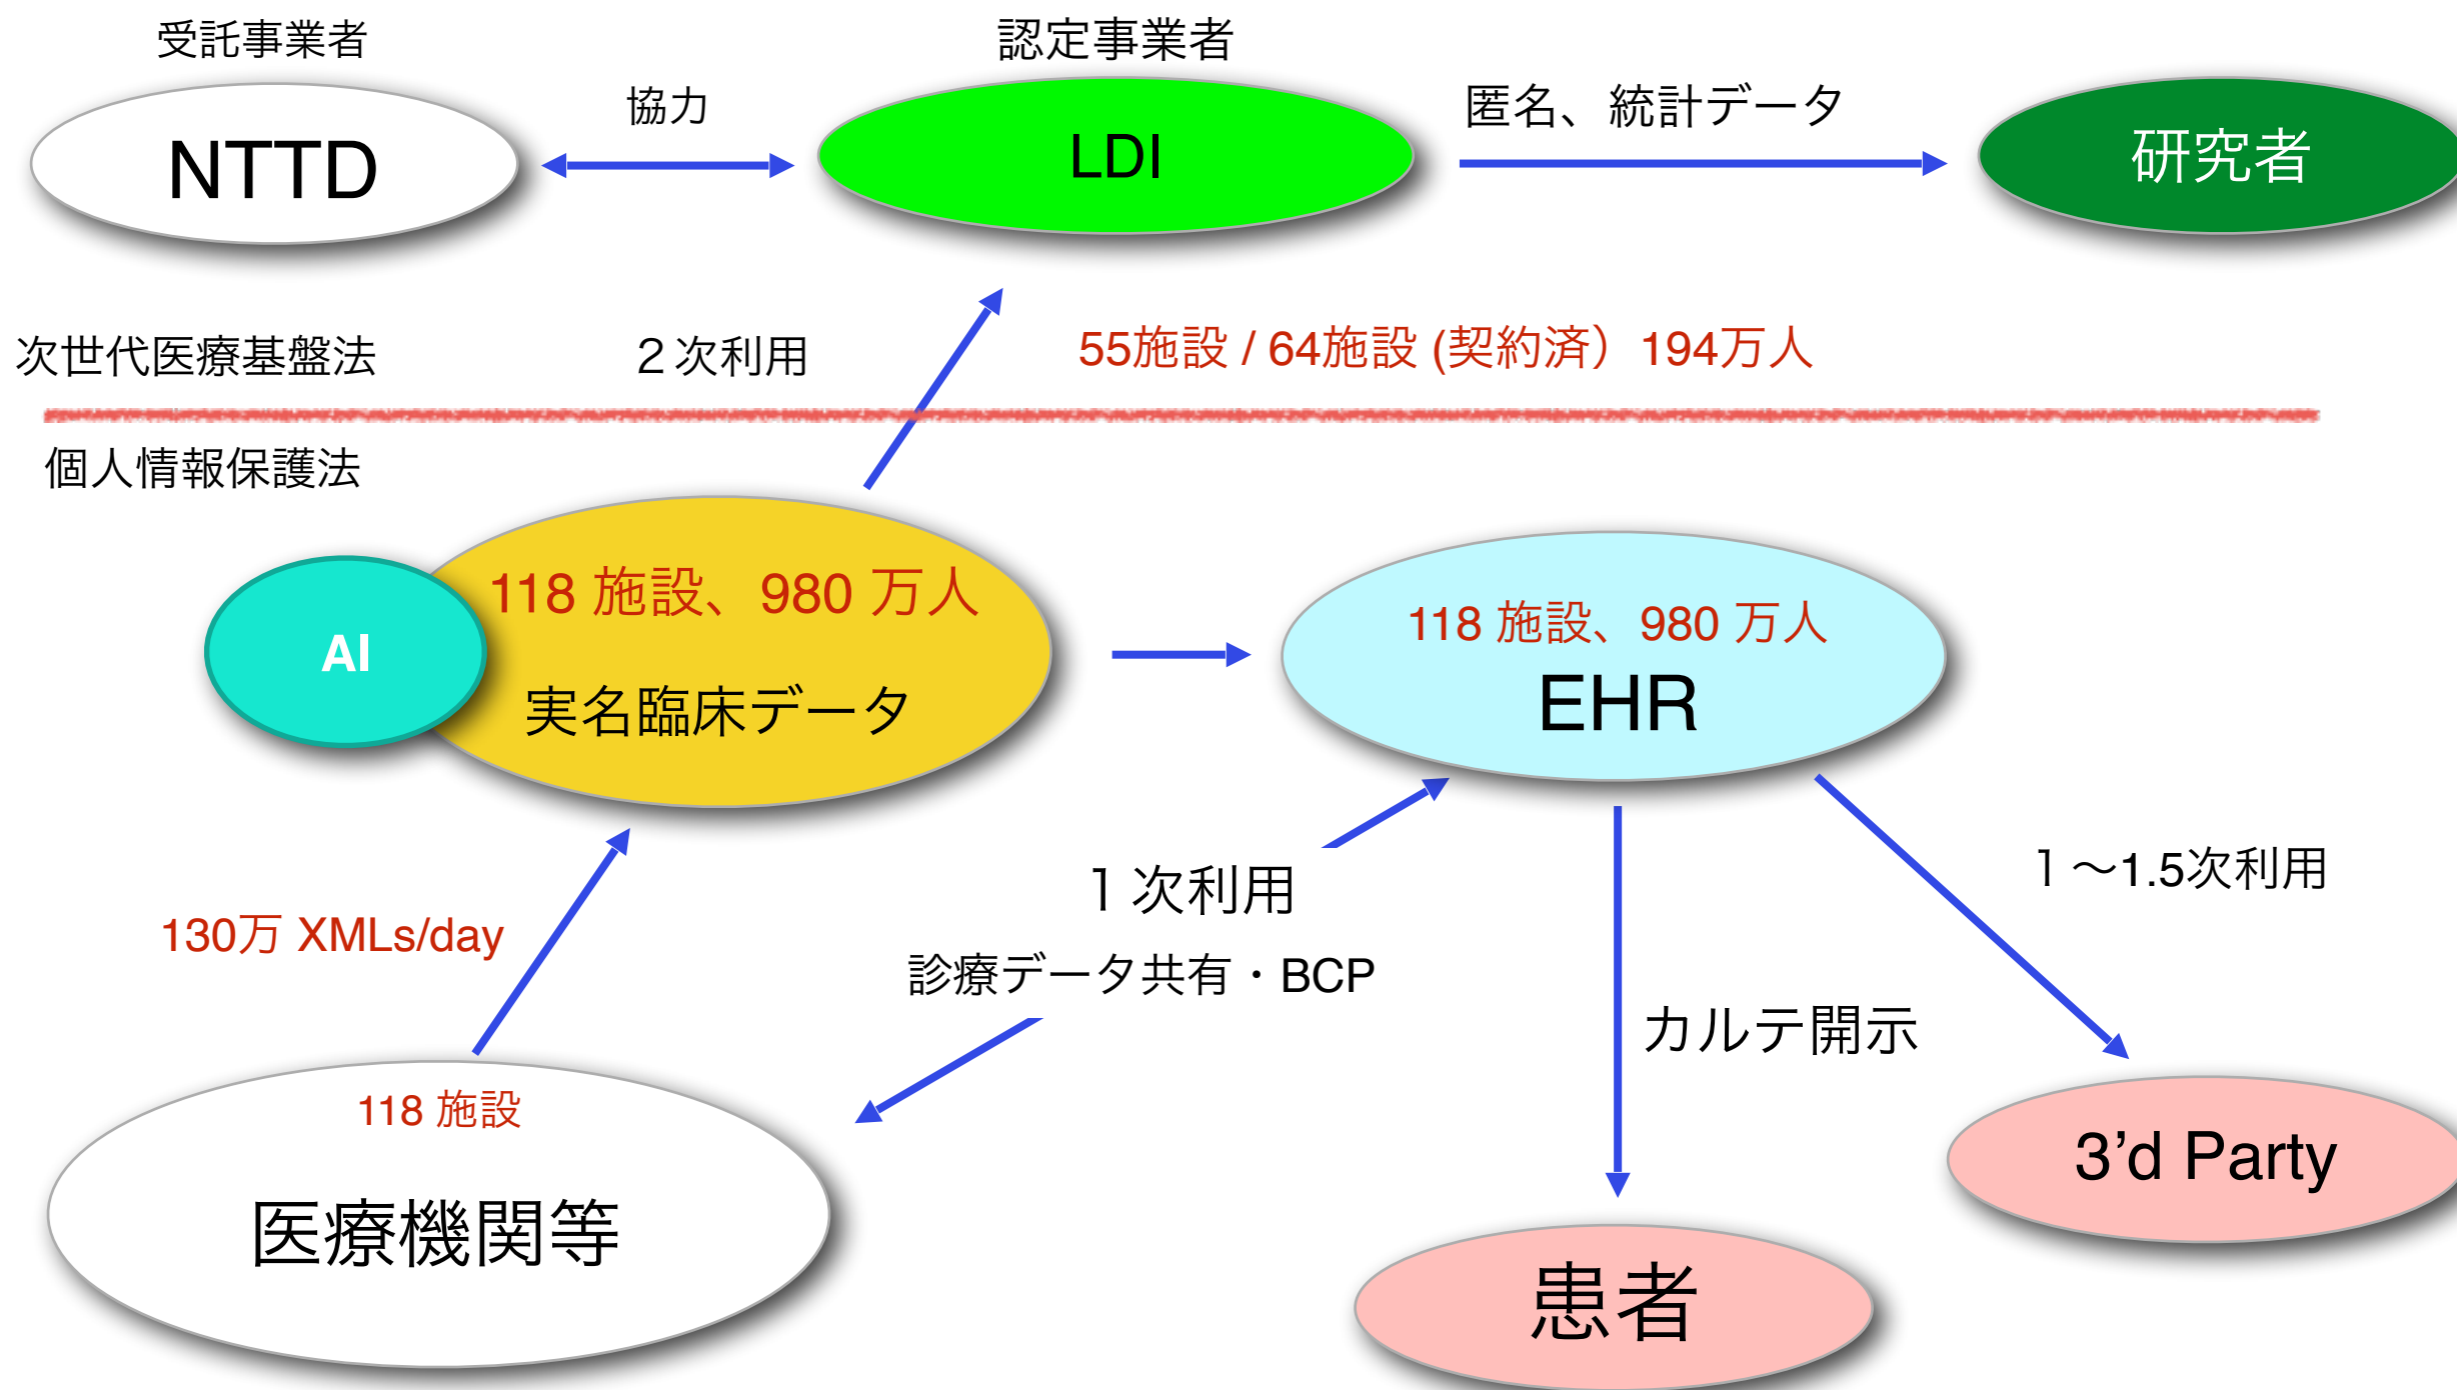 受託事業者
認定事業者
NTTD
協力
LDI
匿名、統計データ
研究者
次世代医療基盤法
２次利用
55施設 / 64施設 (契約済）194万人
個人情報保護法
AI
118 施設、980 万人
実名臨床データ
118 施設、980 万人
EHR
130万 XMLs/day
１次利用
診療データ共有・BCP
１〜1.5次利用
カルテ開示
118 施設
医療機関等
3’d Party
患者